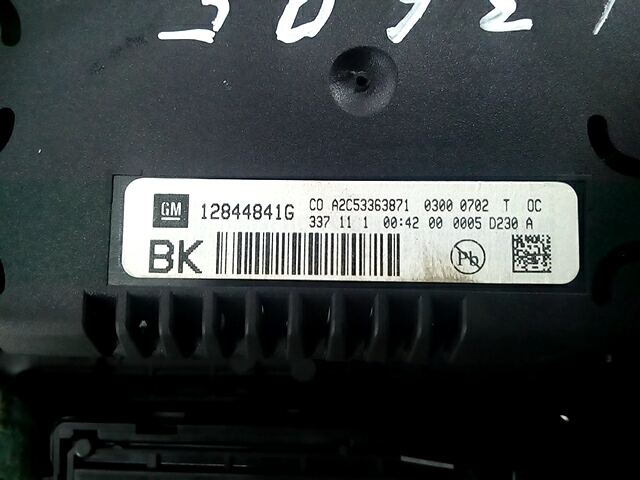 GM 12844841G CO A2C53363871 0300 0702 T OC
337 11 1 00:42 00 0005 D230 A
BK Pb